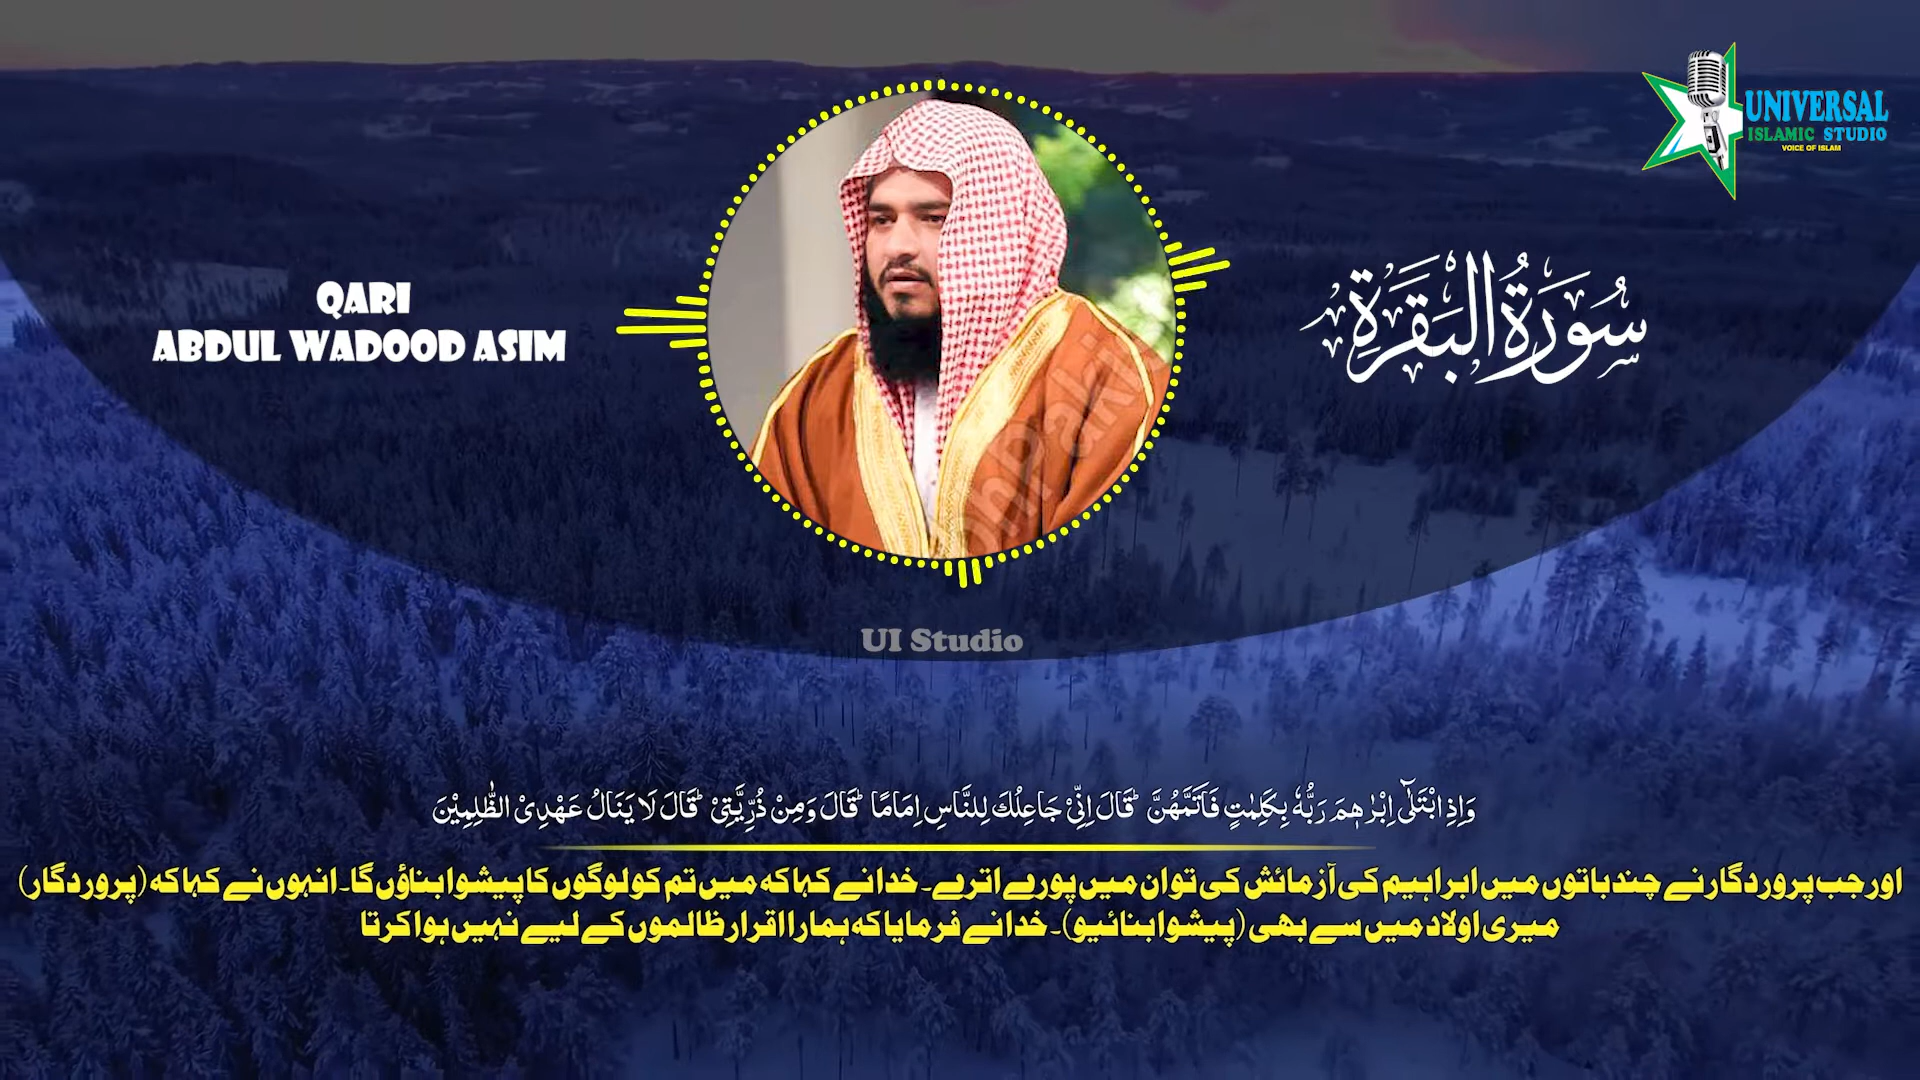 UNIVERSAL
ISLAMIC STUDIO
VOICE OF ISLAM
QARI
ABDUL WADOOD ASIM
سُورَةُ الْبَقَرَةِ
UI Studio
وَاِذِ ابْتَلٰٓى اِبْرٰهٖمَ رَبُّهٗ بِكَلِمٰتٍ فَاَتَمَّهُنَّ ؕ قَالَ اِنِّىْ جَاعِلُكَ لِلنَّاسِ اِمَامًا ؕ قَالَ وَمِنْ ذُرِّيَّتِىْ ؕ قَالَ لَا يَنَالُ عَهْدِى الظّٰلِمِيْنَ
اور جب پروردگار نے چند باتوں میں ابراہیم کی آزمائش کی تو ان میں پورے اترے۔ خدا نے کہا کہ میں تم کو لوگوں کا پیشوا بناؤں گا۔ انہوں نے کہا کہ (پروردگار)
میری اولاد میں سے بھی (پیشوا بنائیو)۔ خدا نے فرمایا کہ ہمارا اقرار ظالموں کے لیے نہیں ہوا کرتا